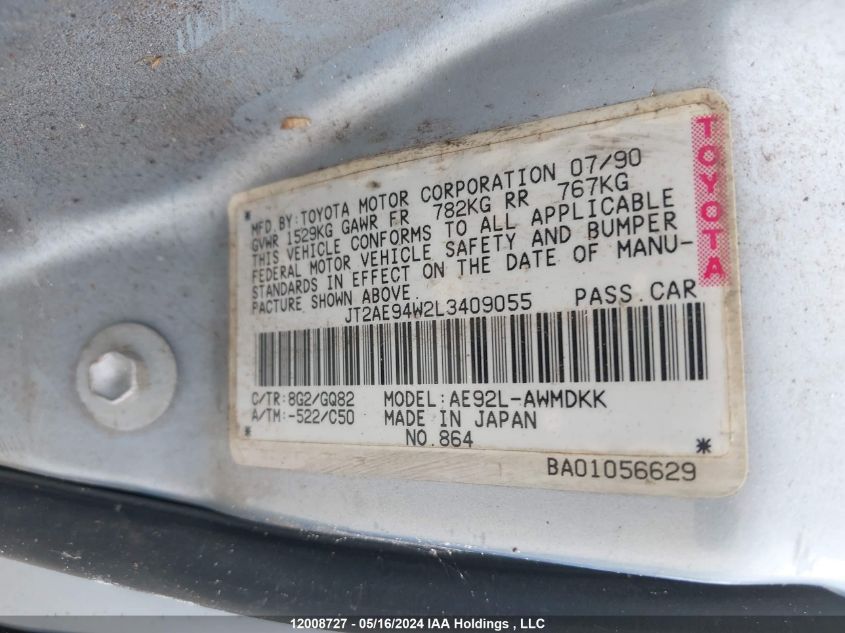 MFD.BY:TOYOTA MOTOR CORPORATION 07/90
GVWR 1529KG GAWR FR 782KG RR 767KG
THIS VEHICLE CONFORMS TO ALL APPLICABLE
FEDERAL MOTOR VEHICLE SAFETY AND BUMPER
STANDARDS IN EFFECT ON THE DATE OF MANU-
FACTURE SHOWN ABOVE.
JT2AE94W2L3409055 PASS.CAR
C/TR:8G2/GQ82 MODEL:AE92L-AWMDKK
A/TM:-522/C50 MADE IN JAPAN
NO.864
* *
BA01056629
TOYOTA
12008727 - 05/16/2024 IAA Holdings , LLC